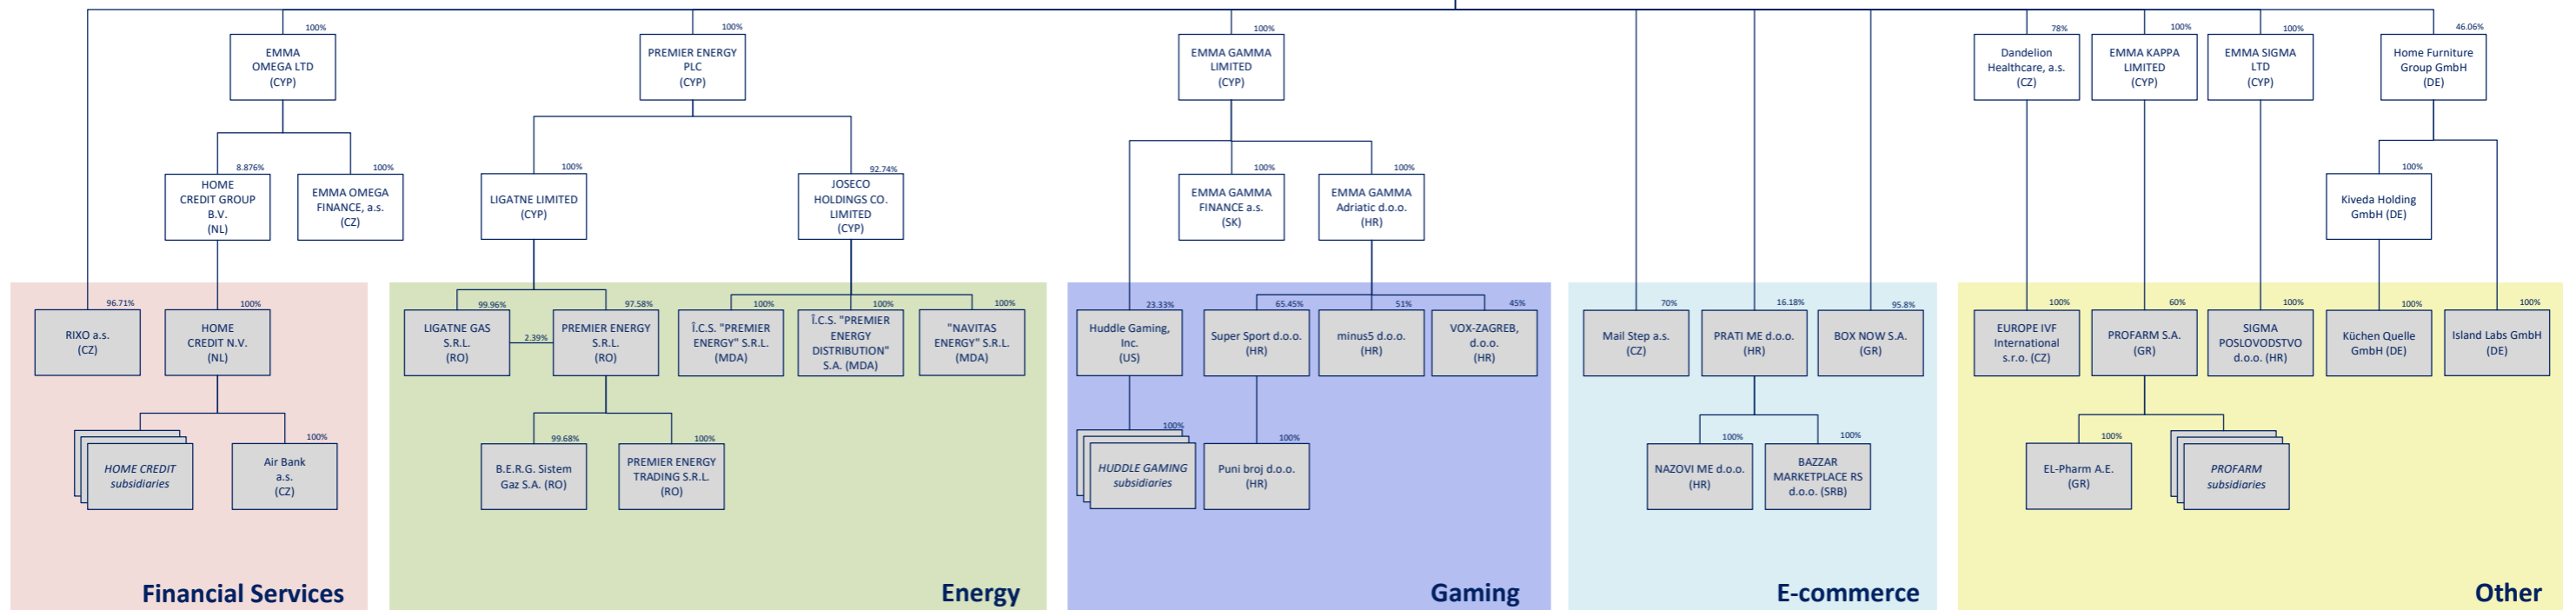 100%
EMMA
OMEGA LTD
(CYP)
100%
PREMIER ENERGY
PLC
(CYP)
100%
EMMA GAMMA
LIMITED
(CYP)
78%
Dandelion
Healthcare, a.s.
(CZ)
100%
EMMA KAPPA
LIMITED
(CYP)
100%
EMMA SIGMA
LTD
(CYP)
46.06%
Home Furniture
Group GmbH
(DE)
8.876%
HOME
CREDIT GROUP
B.V.
(NL)
100%
EMMA OMEGA
FINANCE, a.s.
(CZ)
100%
LIGATNE LIMITED
(CYP)
92.74%
JOSECO
HOLDINGS CO.
LIMITED
(CYP)
100%
EMMA GAMMA
FINANCE a.s.
(SK)
100%
EMMA GAMMA
Adriatic d.o.o.
(HR)
100%
Kiveda Holding
GmbH (DE)
96.71%
RIXO a.s.
(CZ)
100%
HOME
CREDIT N.V.
(NL)
99.96%
LIGATNE GAS
S.R.L.
(RO)
2.39%
97.58%
PREMIER ENERGY
S.R.L.
(RO)
100%
Î.C.S. "PREMIER
ENERGY" S.R.L.
(MDA)
100%
Î.C.S. "PREMIER
ENERGY
DISTRIBUTION"
S.A. (MDA)
100%
"NAVITAS
ENERGY" S.R.L.
(MDA)
23.33%
Huddle Gaming,
Inc.
(US)
65.45%
Super Sport d.o.o.
(HR)
51%
minus5 d.o.o.
(HR)
45%
VOX-ZAGREB,
d.o.o.
(HR)
70%
Mail Step a.s.
(CZ)
16.18%
PRATI ME d.o.o.
(HR)
95.8%
BOX NOW S.A.
(GR)
100%
EUROPE IVF
International
s.r.o. (CZ)
60%
PROFARM S.A.
(GR)
100%
SIGMA
POSLOVODSTVO
d.o.o. (HR)
100%
Küchen Quelle
GmbH (DE)
100%
Island Labs GmbH
(DE)
HOME CREDIT
subsidiaries
100%
Air Bank
a.s.
(CZ)
99.68%
B.E.R.G. Sistem
Gaz S.A. (RO)
100%
PREMIER ENERGY
TRADING S.R.L.
(RO)
100%
HUDDLE GAMING
subsidiaries
100%
Puni broj d.o.o.
(HR)
100%
NAZOVI ME d.o.o.
(HR)
100%
BAZZAR
MARKETPLACE RS
d.o.o. (SRB)
100%
EL-Pharm A.E.
(GR)
PROFARM
subsidiaries
Financial Services
Energy
Gaming
E-commerce
Other